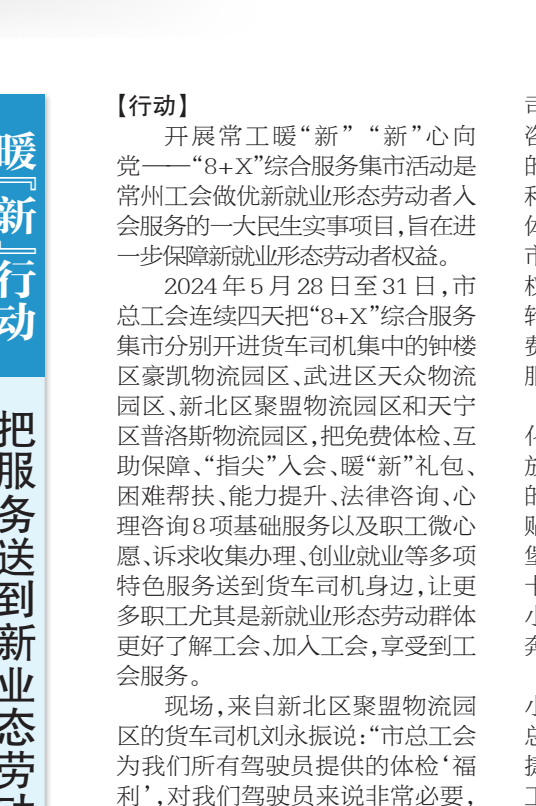 暖『新』行动
把服务送到新业态劳动
【行动】
开展常工暖“新” “新”心向
党——“8+X”综合服务集市活动是
常州工会做优新就业形态劳动者入
会服务的一大民生实事项目,旨在进
一步保障新就业形态劳动者权益。
2024年5月28日至31日,市
总工会连续四天把“8+X”综合服务
集市分别开进货车司机集中的钟楼
区豪凯物流园区、武进区天众物流
园区、新北区聚盟物流园区和天宁
区普洛斯物流园区,把免费体检、互
助保障、“指尖”入会、暖“新”礼包、
困难帮扶、能力提升、法律咨询、心
理咨询8项基础服务以及职工微心
愿、诉求收集办理、创业就业等多项
特色服务送到货车司机身边,让更
多职工尤其是新就业形态劳动群体
更好了解工会、加入工会,享受到工
会服务。
现场,来自新北区聚盟物流园
区的货车司机刘永振说:“市总工会
为我们所有驾驶员提供的体检‘福
利’,对我们驾驶员来说非常必要,